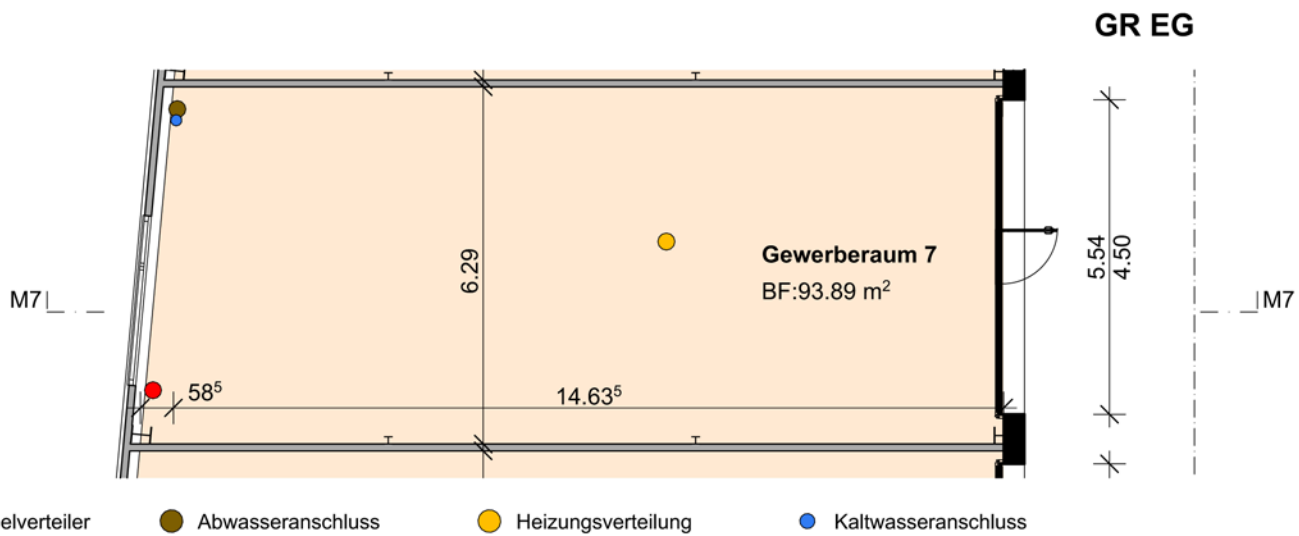 GR EG
6.29
Gewerberaum 7
BF:93.89 m²
5.54
4.50
M7
M7
58⁵
14.63⁵
elverteiler
Abwasseranschluss
Heizungsverteilung
Kaltwasseranschluss